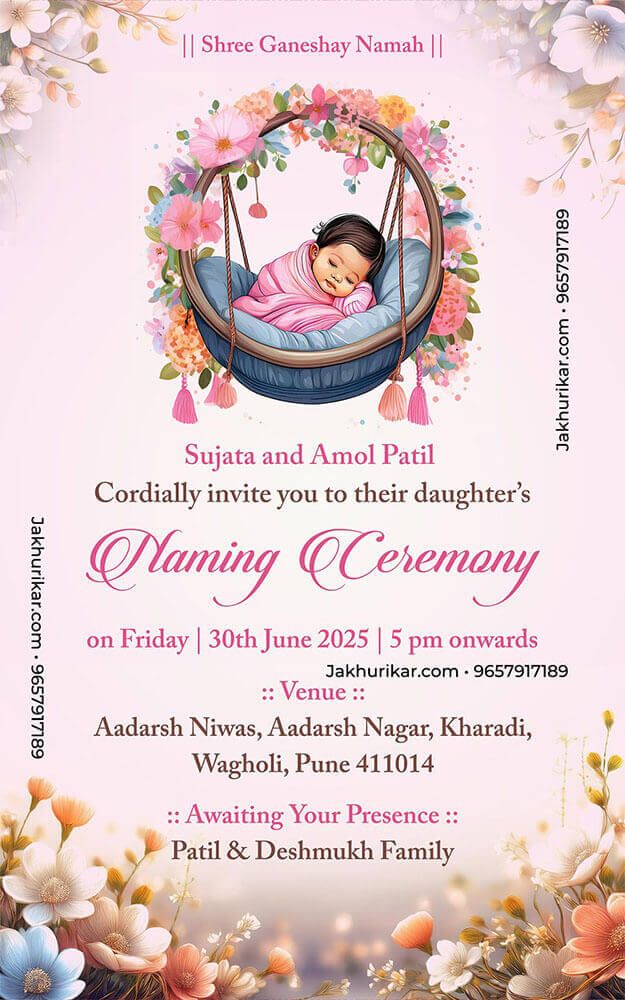 || Shree Ganeshay Namah ||
Jakhurikar.com • 9657917189
Sujata and Amol Patil
Cordially invite you to their daughter's
Naming Ceremony
Jakhurikar.com • 9657917189
on Friday | 30th June 2025 | 5 pm onwards
Jakhurikar.com • 9657917189
:: Venue ::
Aadarsh Niwas, Aadarsh Nagar, Kharadi,
Wagholi, Pune 411014
:: Awaiting Your Presence ::
Patil & Deshmukh Family